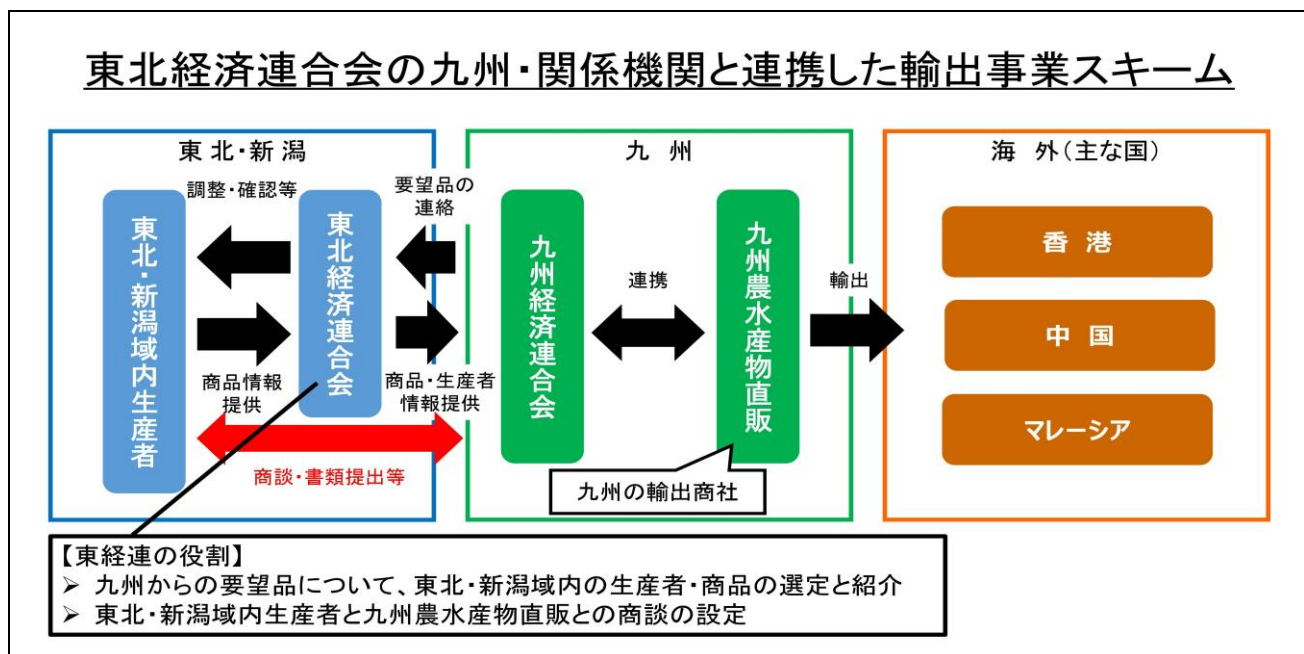 東北経済連合会の九州・関係機関と連携した輸出事業スキーム
東北・新潟
調整・確認等
要望品の
連絡
東北・新潟域内生産者
東北経済連合会
商品情報
提供
商品・生産者
情報提供
商談・書類提出等
九 州
九州経済連合会
連携
九州農水産物直販
九州の輸出商社
輸出
海 外(主な国)
香 港
中 国
マレーシア
【東経連の役割】
➢ 九州からの要望品について、東北・新潟域内の生産者・商品の選定と紹介
➢ 東北・新潟域内生産者と九州農水産物直販との商談の設定